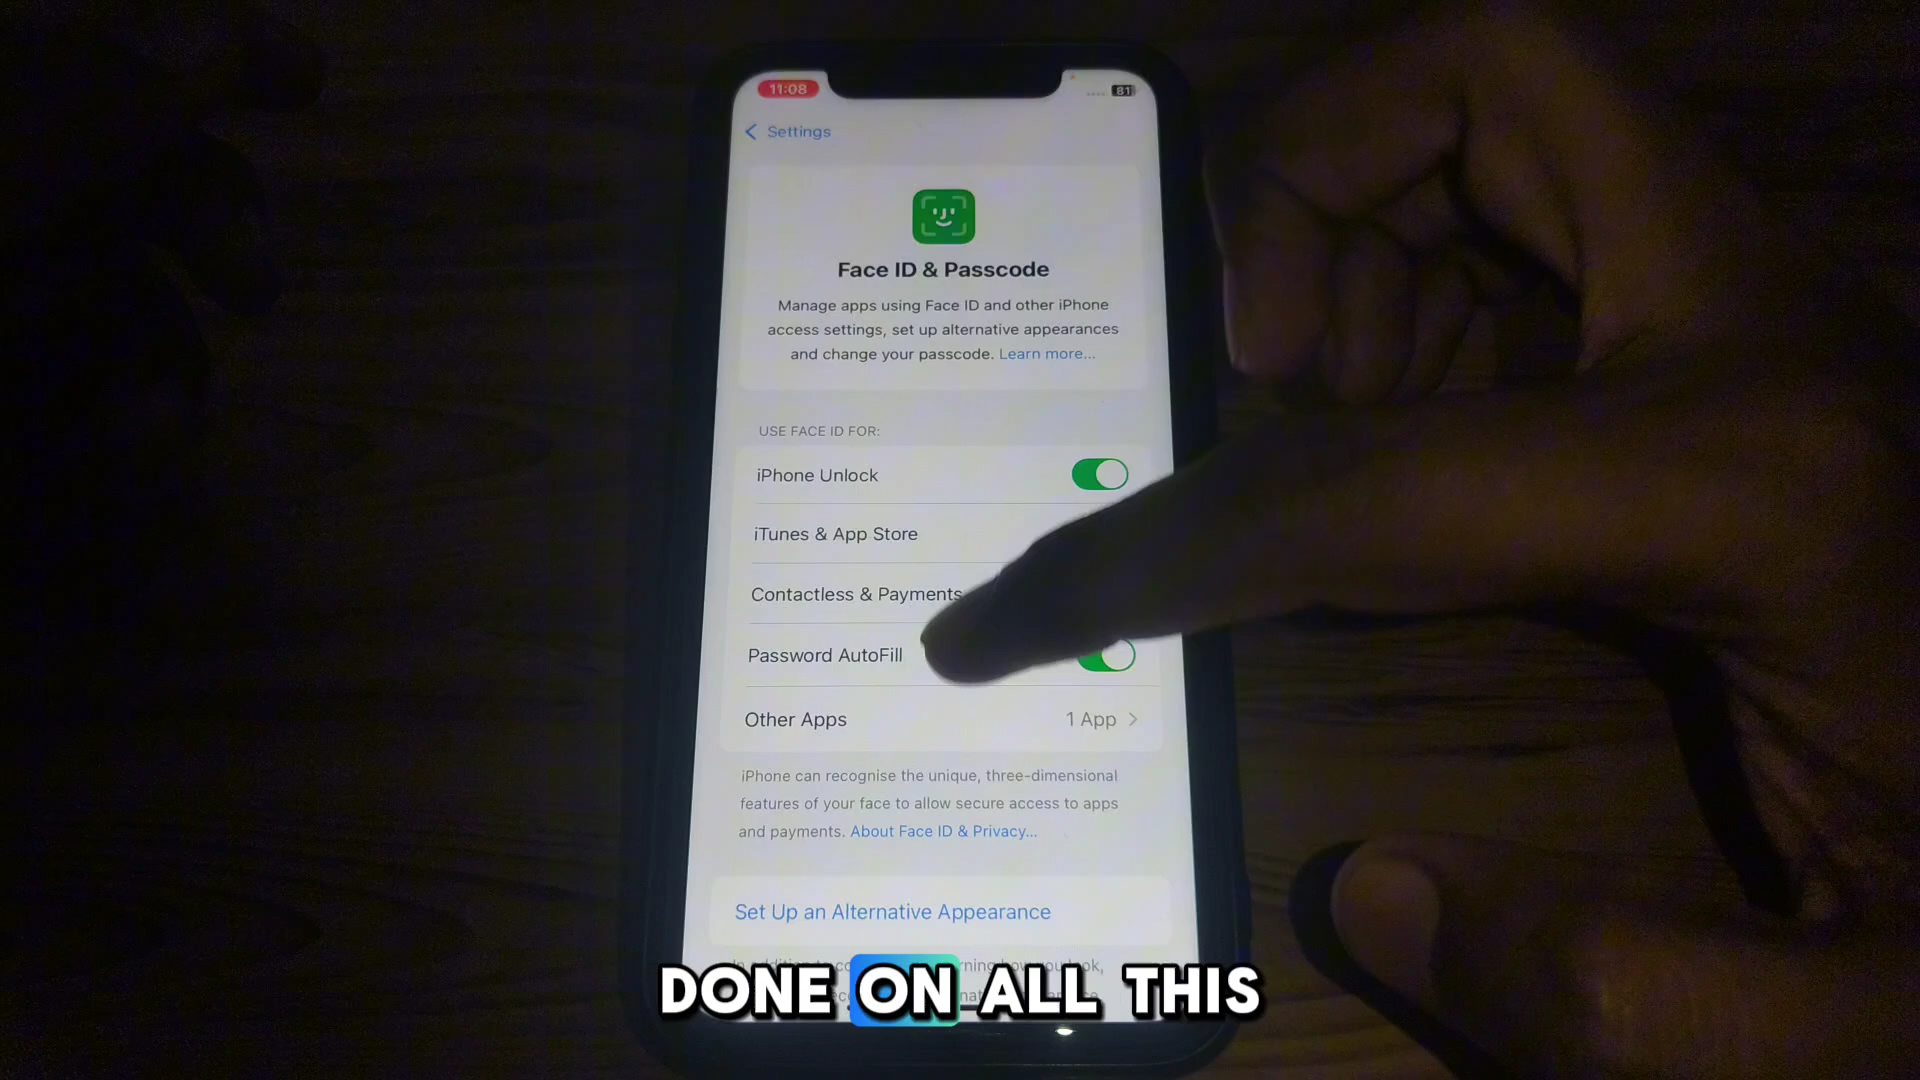 11:08
81
Settings
Face ID & Passcode
Manage apps using Face ID and other iPhone
access settings, set up alternative appearances
and change your passcode. Learn more...
USE FACE ID FOR:
iPhone Unlock
iTunes & App Store
Contactless & Payments
Password AutoFill
Other Apps 1 App
iPhone can recognise the unique, three-dimensional
features of your face to allow secure access to apps
and payments. About Face ID & Privacy...
Set Up an Alternative Appearance
how you look,
DONE ON ALL THIS